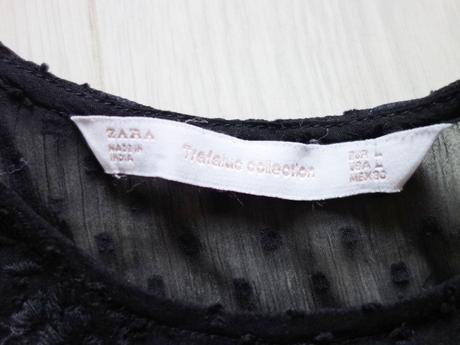 ZARA
MADE IN
INDIA
Trafaluc collection
EUR L
USA L
MEX 30